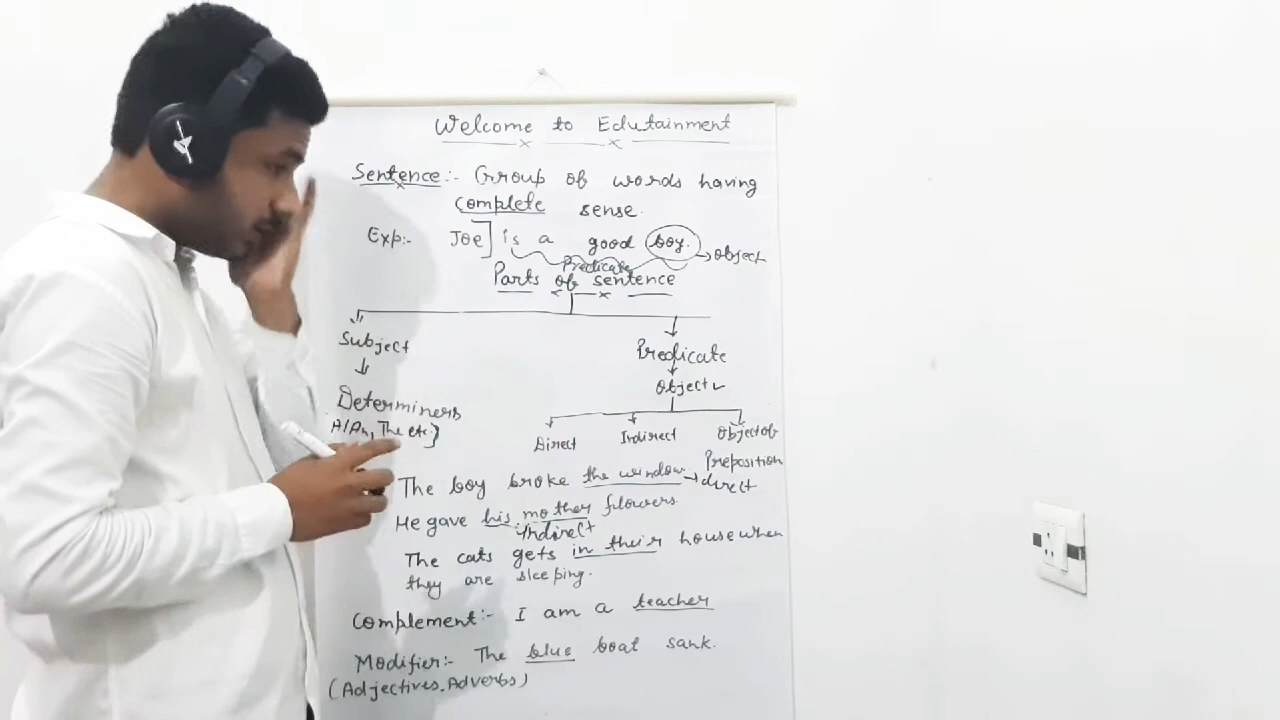 Welcome to Edutainment
Sentence:- Group of words having
complete sense.
Exp:- Joe] is a good boy. → object
Predicate
Parts of sentence
Subject
Predicate
Object
Determiners
A/An, The etc.}
Direct Indirect Object of
Preposition
The boy broke the window → direct
He gave his mother flowers.
Indirect
The cats gets in their house when
they are sleeping.
Complement:- I am a teacher
Modifier:- The blue boat sank.
(Adjectives, Adverbs)